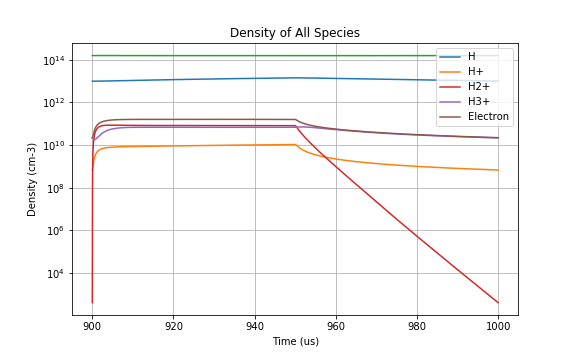 Density of All Species
H
H+
H2+
H3+
Electron
Density (cm-3)
10^14
10^12
10^10
10^8
10^6
10^4
900 920 940 960 980 1000
Time (us)